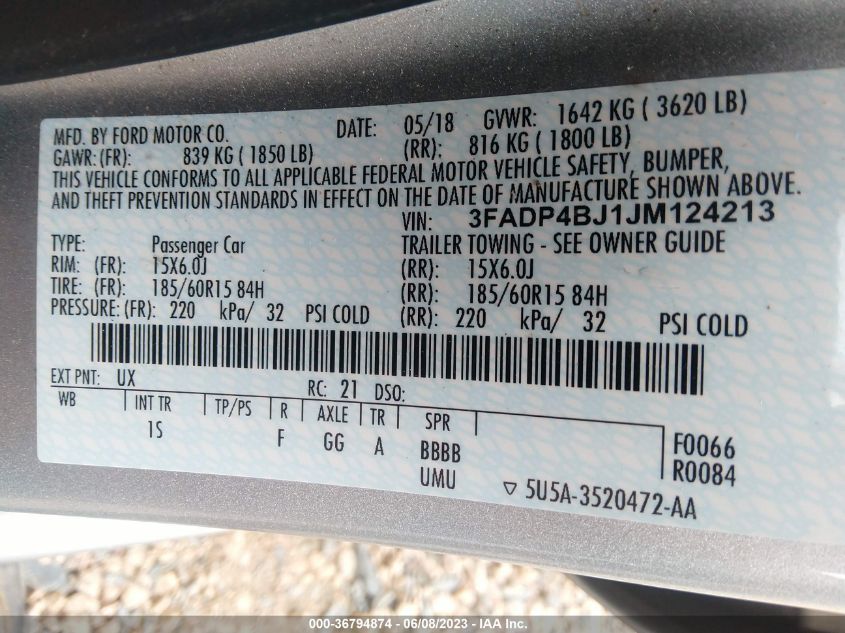 MFD. BY FORD MOTOR CO. DATE: 05/18 GVWR: 1642 KG ( 3620 LB)
GAWR: (FR): 839 KG ( 1850 LB) (RR): 816 KG ( 1800 LB)
THIS VEHICLE CONFORMS TO ALL APPLICABLE FEDERAL MOTOR VEHICLE SAFETY, BUMPER,
AND THEFT PREVENTION STANDARDS IN EFFECT ON THE DATE OF MANUFACTURE SHOWN ABOVE.
VIN: 3FADP4BJ1JM124213
TYPE: Passenger Car TRAILER TOWING - SEE OWNER GUIDE
RIM: (FR): 15X6.0J (RR): 15X6.0J
TIRE: (FR): 185/60R15 84H (RR): 185/60R15 84H
PRESSURE: (FR): 220 kPa/ 32 PSI COLD (RR): 220 kPa/ 32 PSI COLD
EXT PNT: UX RC: 21 DSO:
WB INT TR TP/PS R AXLE TR SPR
1S F GG A BBBB F0066
UMU R0084
▽ 5U5A-3520472-AA
000-36794874 - 06/08/2023 - IAA Inc.